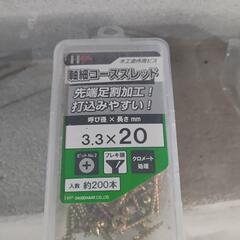 木工造作用ビス
軸細コーススレッド
先端足割加工!
打込みやすい!
呼び径 × 長さ mm
3.3×20
ビットNo.2
フレキ頭
クロメート処理
入数 約200本